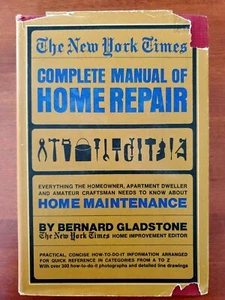 The New York Times
COMPLETE MANUAL OF
HOME REPAIR
EVERYTHING THE HOMEOWNER, APARTMENT DWELLER
AND AMATEUR CRAFTSMAN NEEDS TO KNOW ABOUT
HOME MAINTENANCE
BY BERNARD GLADSTONE
The New York Times HOME IMPROVEMENT EDITOR
PRACTICAL, CONCISE HOW-TO-DO-IT INFORMATION ARRANGED
FOR QUICK REFERENCE IN CATEGORIES FROM A TO Z
With over 300 how-to-do-it photographs and detailed line drawings